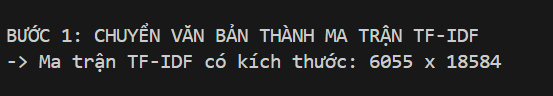 BƯỚC 1: CHUYỂN VĂN BẢN THÀNH MA TRẬN TF-IDF
-> Ma trận TF-IDF có kích thước: 6055 x 18584